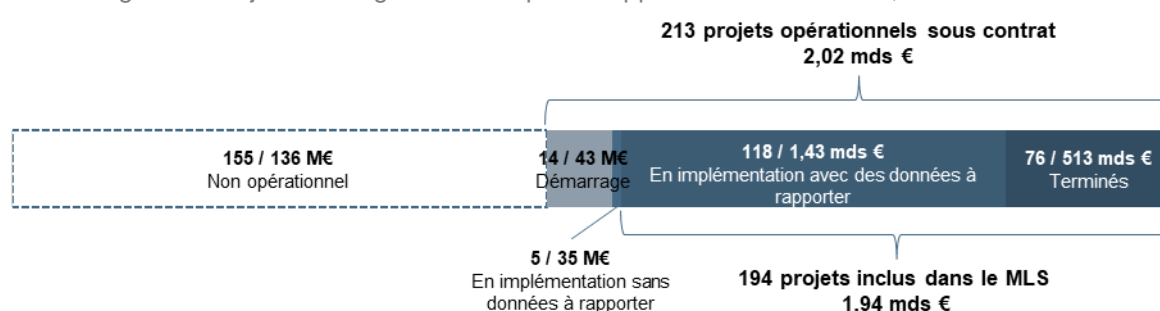 213 projets opérationnels sous contrat
2,02 mds €
155 / 136 M€
Non opérationnel
14 / 43 M€
Démarrage
118 / 1,43 mds €
En implémentation avec des données à
rapporter
76 / 513 mds €
Terminés
5 / 35 M€
En implémentation sans
données à rapporter
194 projets inclus dans le MLS
1,94 mds €